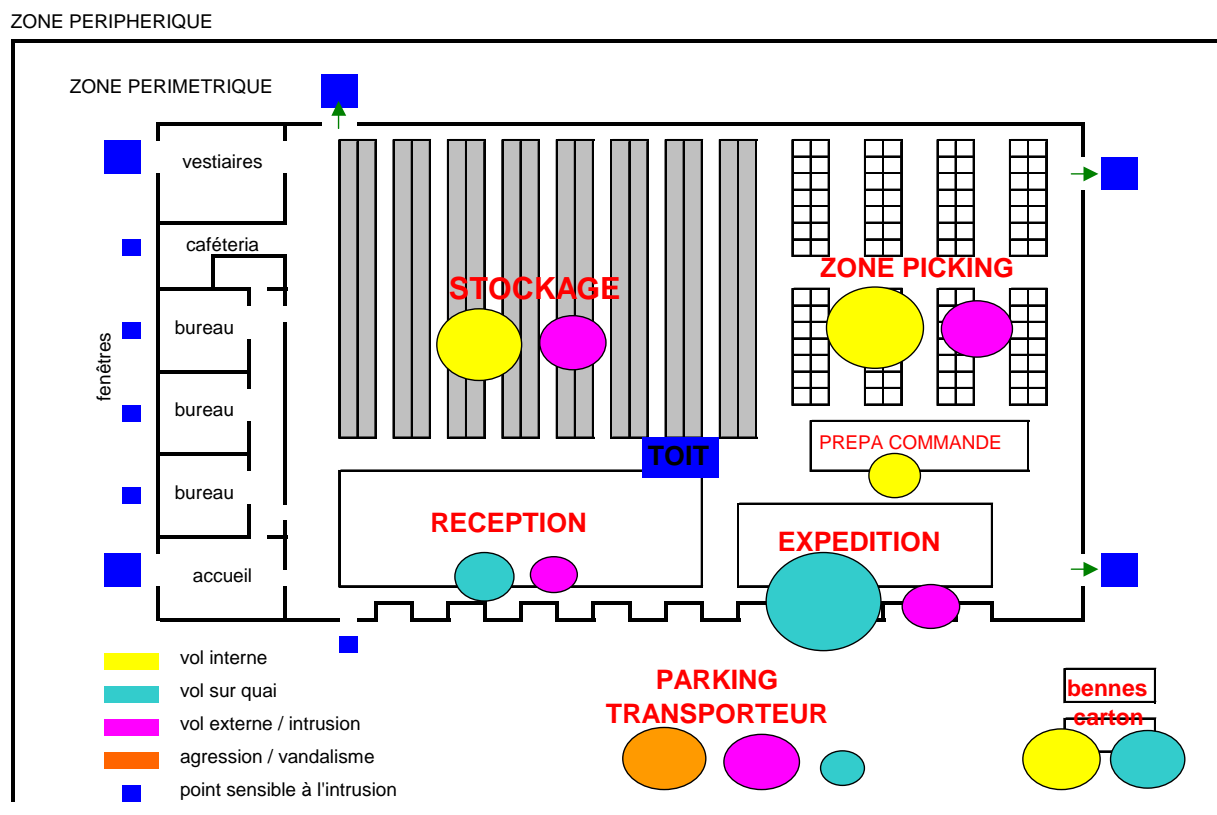 ZONE PERIPHERIQUE
ZONE PERIMETRIQUE
vestiaires
caféteria
fenêtres
bureau
bureau
bureau
accueil
STOCKAGE
ZONE PICKING
PREPA COMMANDE
TOIT
RECEPTION
EXPEDITION
vol interne
vol sur quai
vol externe / intrusion
agression / vandalisme
point sensible à l'intrusion
PARKING
TRANSPORTEUR
bennes
carton